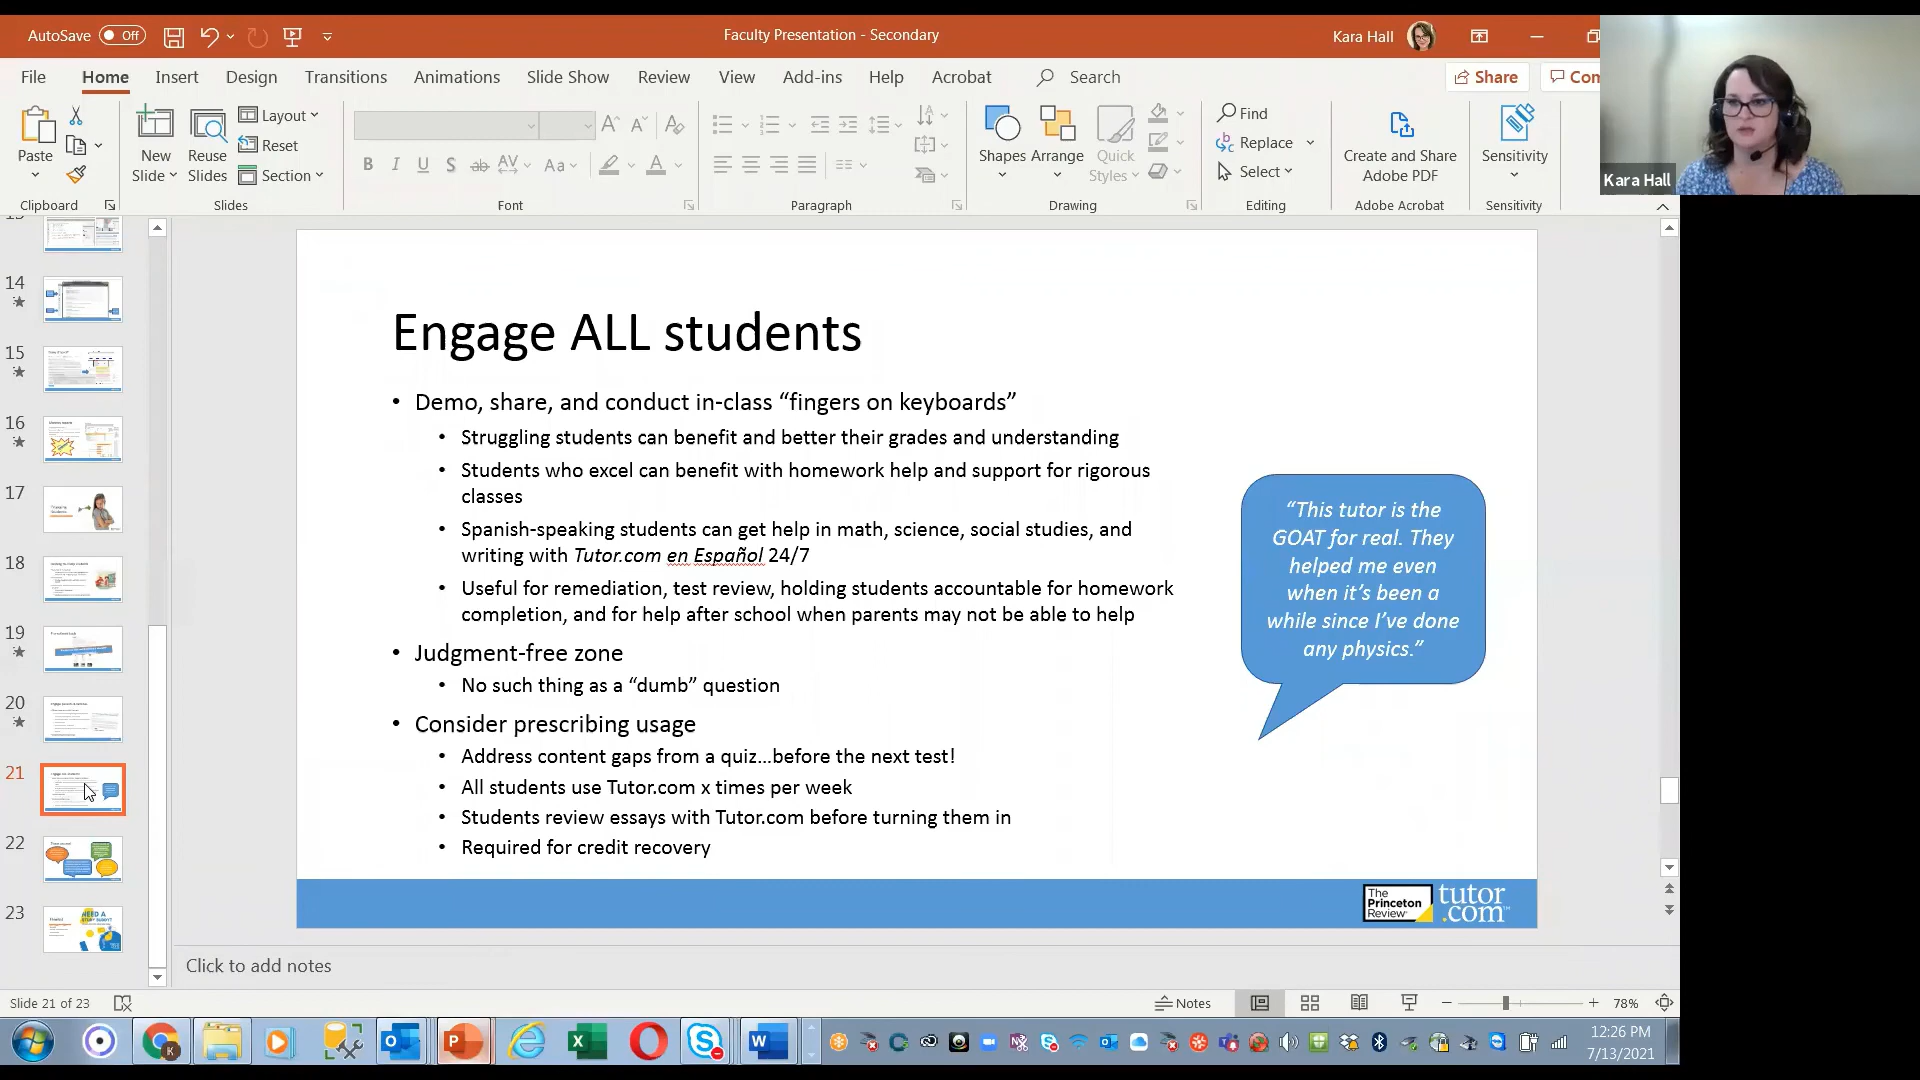 AutoSave Off
Faculty Presentation - Secondary
Kara Hall
File Home Insert Design Transitions Animations Slide Show Review View Add-ins Help Acrobat Search
Share
Com
Paste
New Slide
Reuse Slides
Layout
Reset
Section
Shapes
Arrange
Quick Styles
Find
Replace
Select
Create and Share Adobe PDF
Sensitivity
Clipboard
Slides
Font
Paragraph
Drawing
Editing
Adobe Acrobat
Sensitivity
Kara Hall
14
15
16
17
18
19
20
21
22
23
Engage ALL students
• Demo, share, and conduct in-class “fingers on keyboards”
• Struggling students can benefit and better their grades and understanding
• Students who excel can benefit with homework help and support for rigorous
classes
• Spanish-speaking students can get help in math, science, social studies, and
writing with Tutor.com en Español 24/7
• Useful for remediation, test review, holding students accountable for homework
completion, and for help after school when parents may not be able to help
• Judgment-free zone
• No such thing as a “dumb” question
• Consider prescribing usage
• Address content gaps from a quiz...before the next test!
• All students use Tutor.com x times per week
• Students review essays with Tutor.com before turning them in
• Required for credit recovery
“This tutor is the
GOAT for real. They
helped me even
when it’s been a
while since I’ve done
any physics.”
The
Princeton
Review
tutor
.com
Click to add notes
Slide 21 of 23
Notes
78%
12:26 PM
7/13/2021